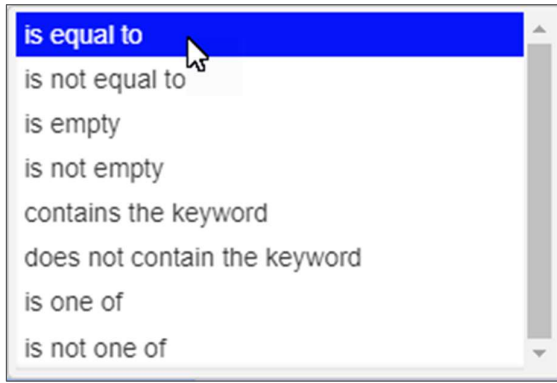 is equal to
is not equal to
is empty
is not empty
contains the keyword
does not contain the keyword
is one of
is not one of